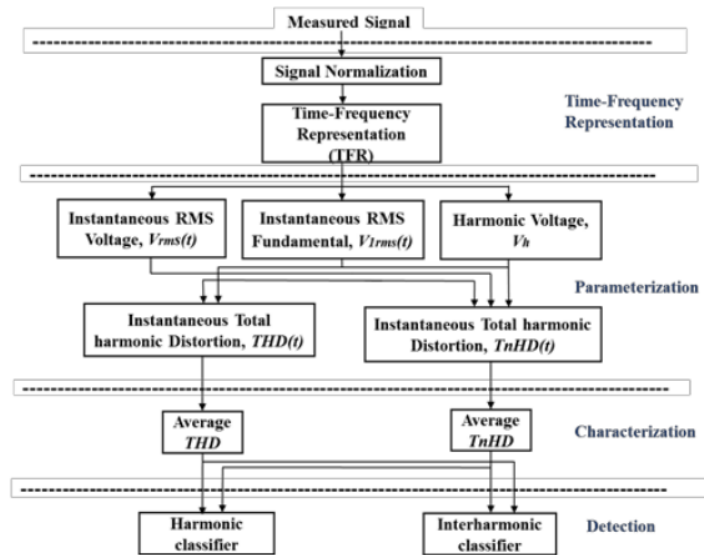 Measured Signal
Signal Normalization
Time-Frequency
Representation
(TFR)
Time-Frequency
Representation
Instantaneous RMS
Voltage, Vrms(t)
Instantaneous RMS
Fundamental, V1rms(t)
Harmonic Voltage,
Vh
Parameterization
Instantaneous Total
harmonic Distortion, THD(t)
Instantaneous Total harmonic
Distortion, TnHD(t)
Average
THD
Average
TnHD
Characterization
Harmonic
classifier
Interharmonic
classifier
Detection